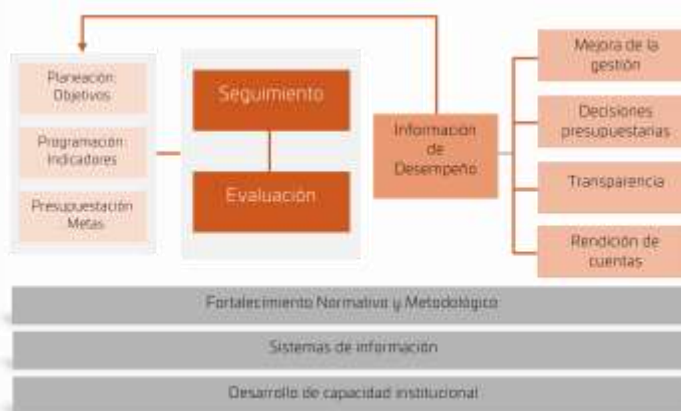 Planeación:
Objetivos
Programación:
Indicadores
Presupuestación:
Metas
Seguimiento
Evaluación
Información
de
Desempeño
Mejora de la
gestión
Decisiones
presupuestarias
Transparencia
Rendición de
cuentas
Fortalecimiento Normativo y Metodológico
Sistemas de información
Desarrollo de capacidad institucional